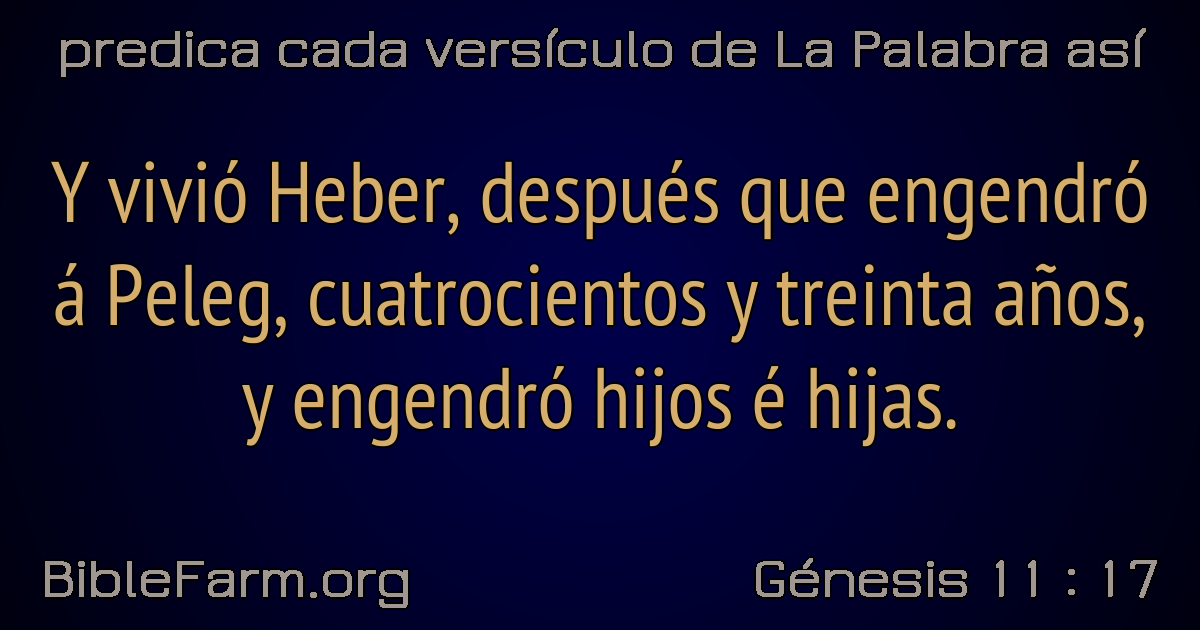 predica cada versículo de La Palabra así
Y vivió Heber, después que engendró
á Peleg, cuatrocientos y treinta años,
y engendró hijos é hijas.
BibleFarm.org
Génesis 11 : 17